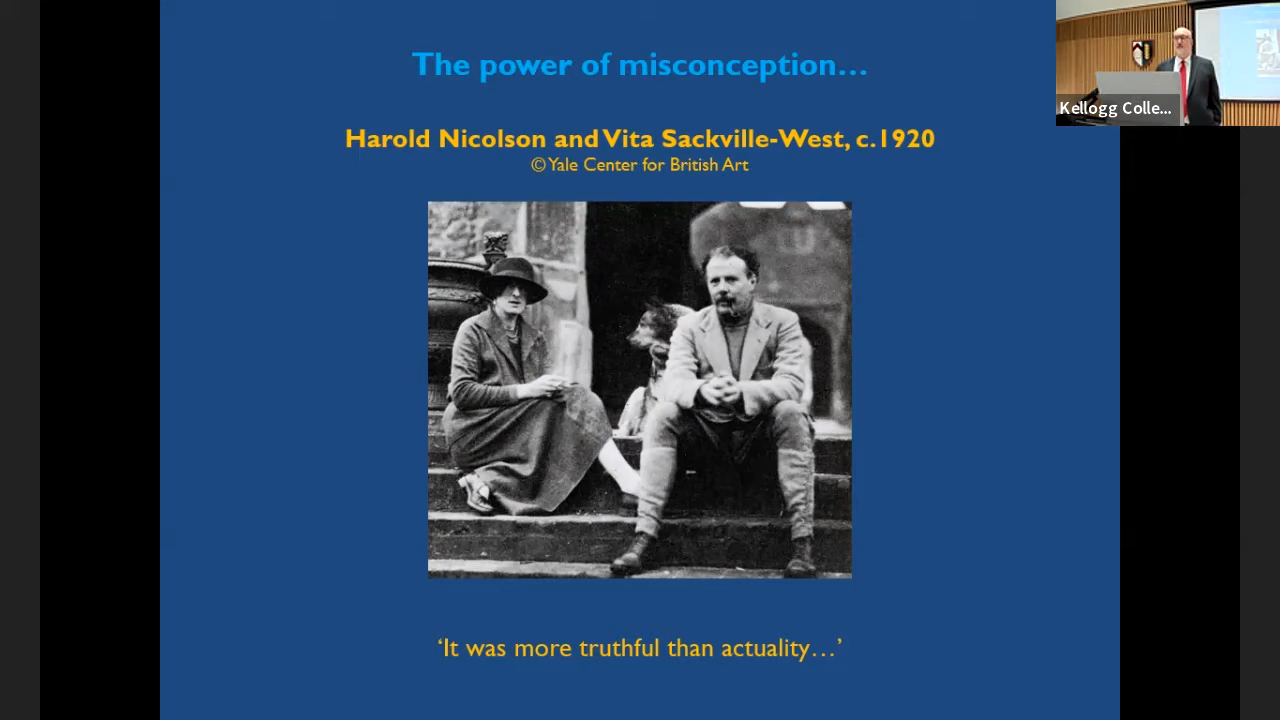 The power of misconception...
Harold Nicolson and Vita Sackville-West, c.1920
© Yale Center for British Art
‘It was more truthful than actuality...’
Kellogg Colle...